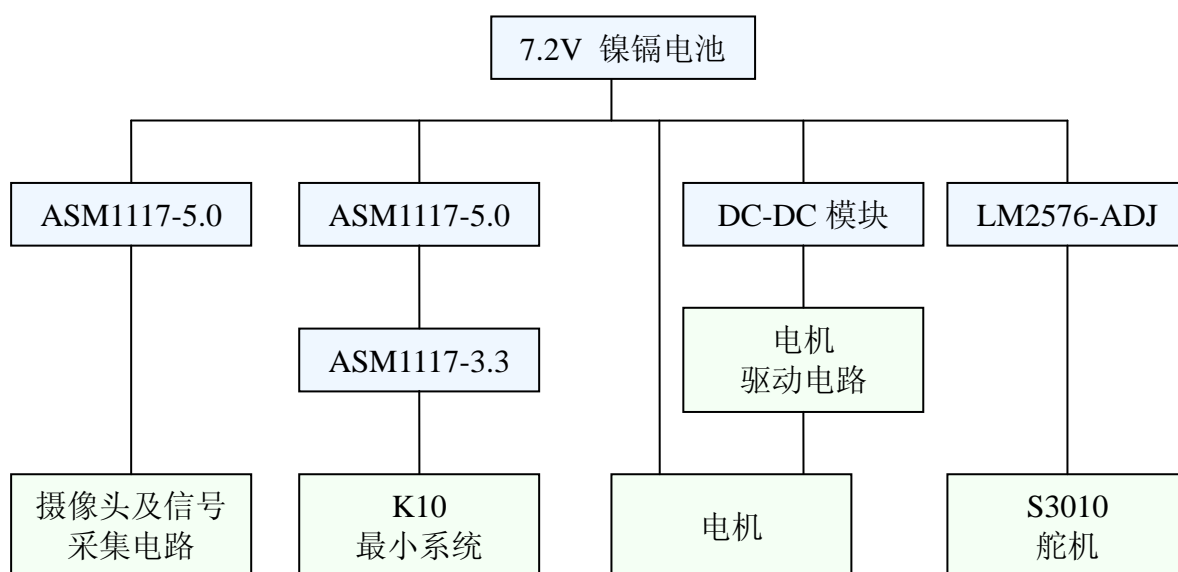 7.2V 镍镉电池
ASM1117-5.0
ASM1117-5.0
DC-DC 模块
LM2576-ADJ
ASM1117-3.3
电机
驱动电路
摄像头及信号
采集电路
K10
最小系统
电机
S3010
舵机